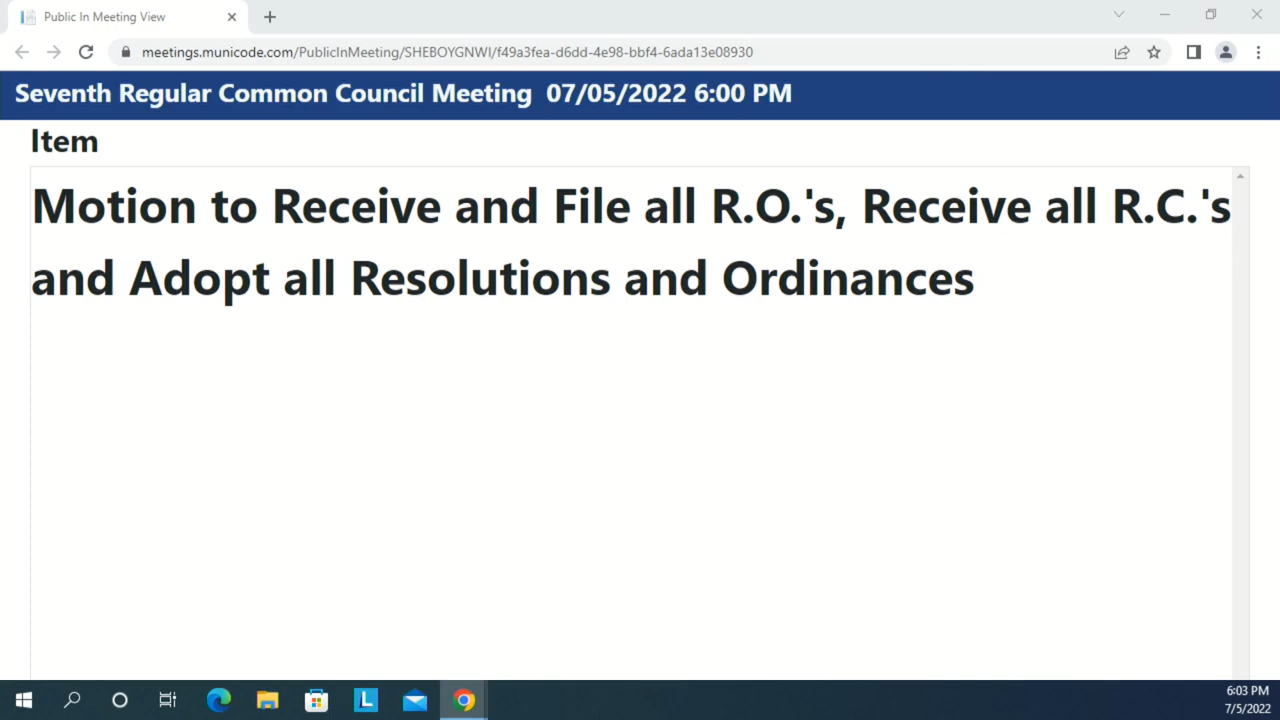 Public In Meeting View
meetings.municode.com/PublicInMeeting/SHEBOYGNWI/f49a3fea-d6dd-4e98-bbf4-6ada13e08930
Seventh Regular Common Council Meeting 07/05/2022 6:00 PM
Item
Motion to Receive and File all R.O.'s, Receive all R.C.'s
and Adopt all Resolutions and Ordinances
L
6:03 PM
7/5/2022